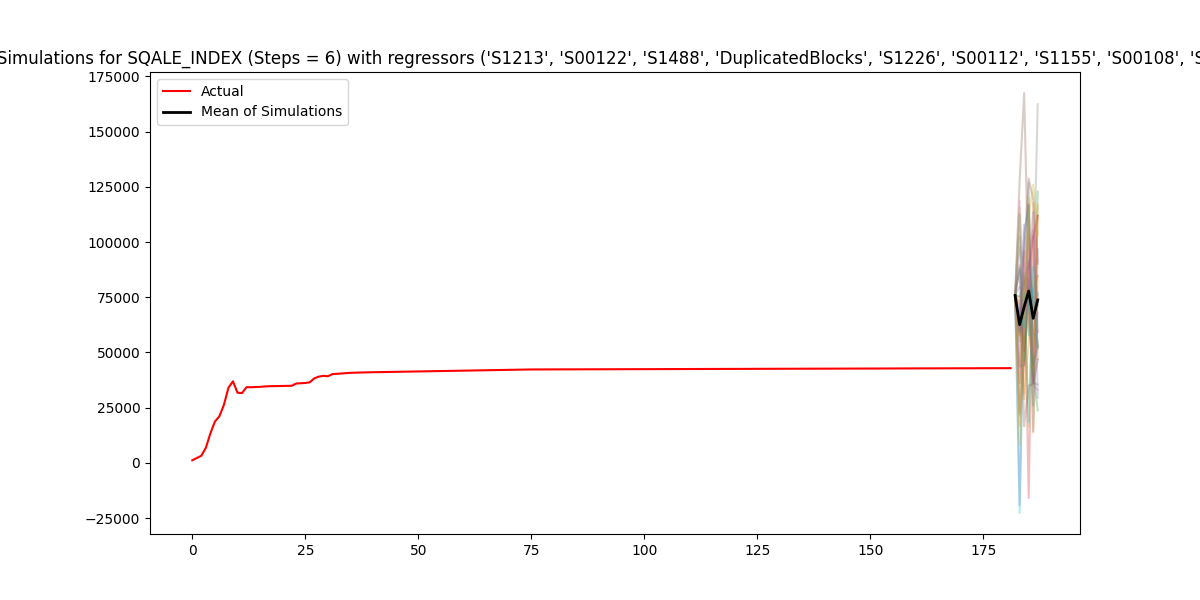 Simulations for SQALE_INDEX (Steps = 6) with regressors ('S1213', 'S00122', 'S1488', 'DuplicatedBlocks', 'S1226', 'S00112', 'S1155', 'S00108', 'S
175000
150000
125000
100000
75000
50000
25000
0
−25000
Actual
Mean of Simulations
0 25 50 75 100 125 150 175